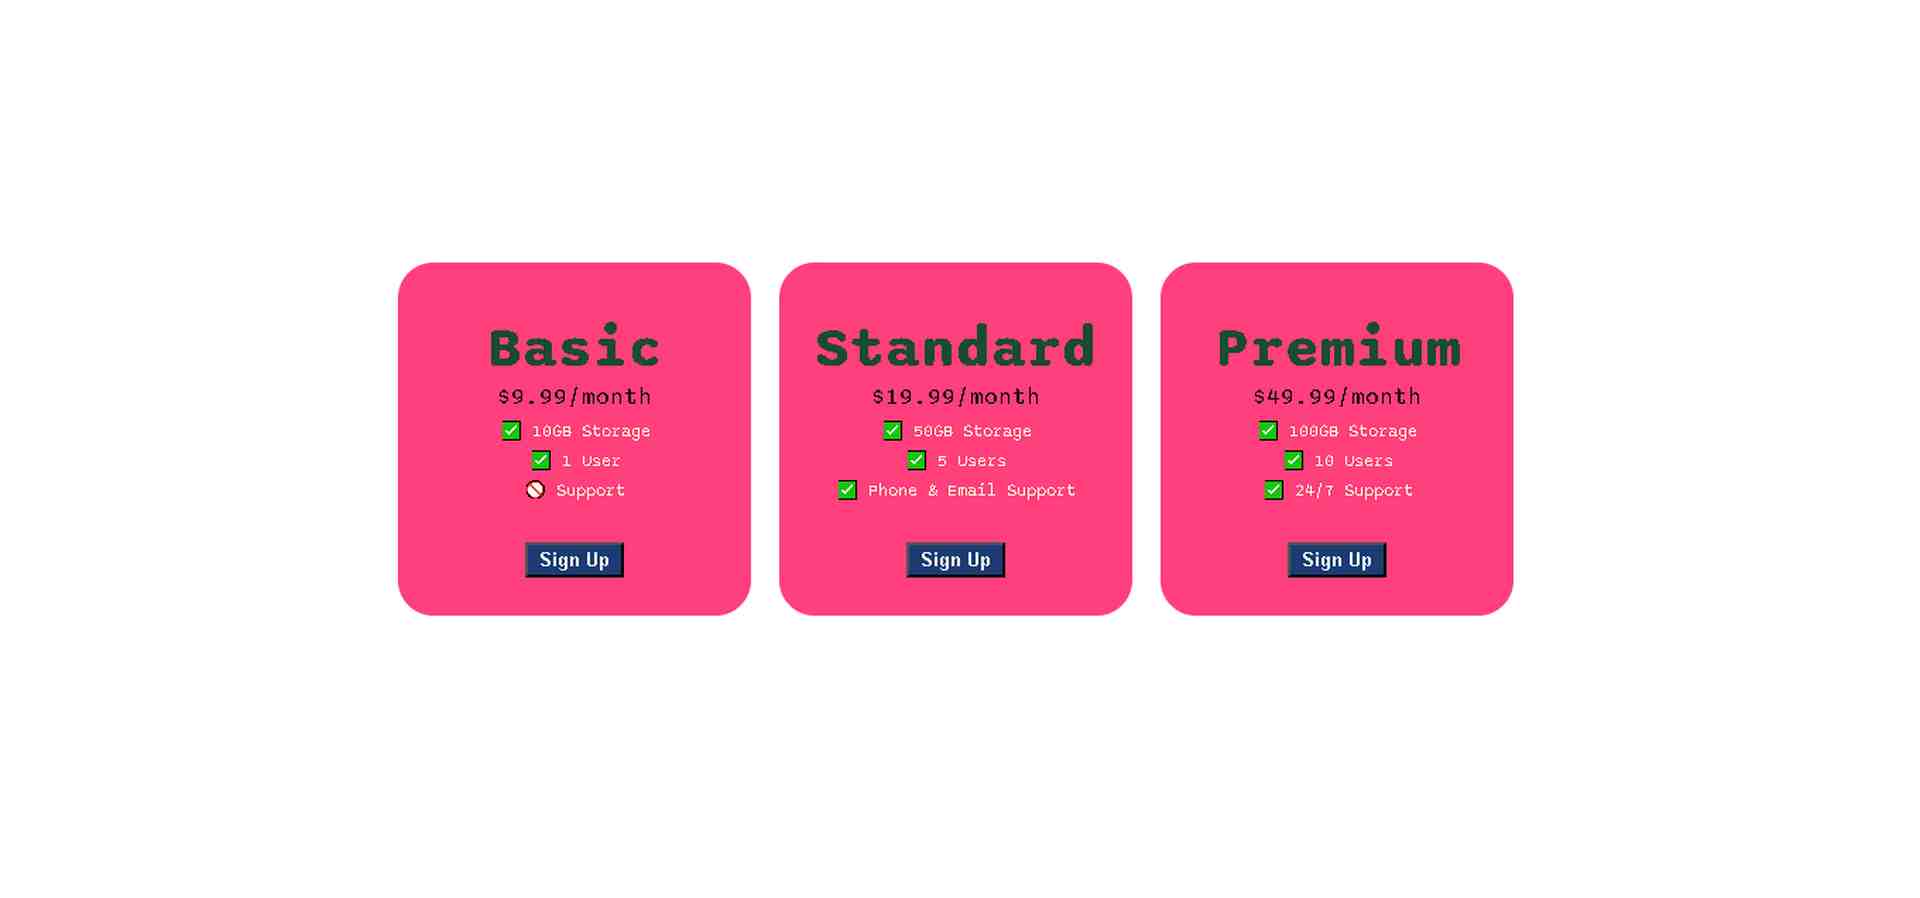 Basic
$9.99/month
10GB Storage
1 User
Support
Sign Up
Standard
$19.99/month
50GB Storage
5 Users
Phone & Email Support
Sign Up
Premium
$49.99/month
100GB Storage
10 Users
24/7 Support
Sign Up